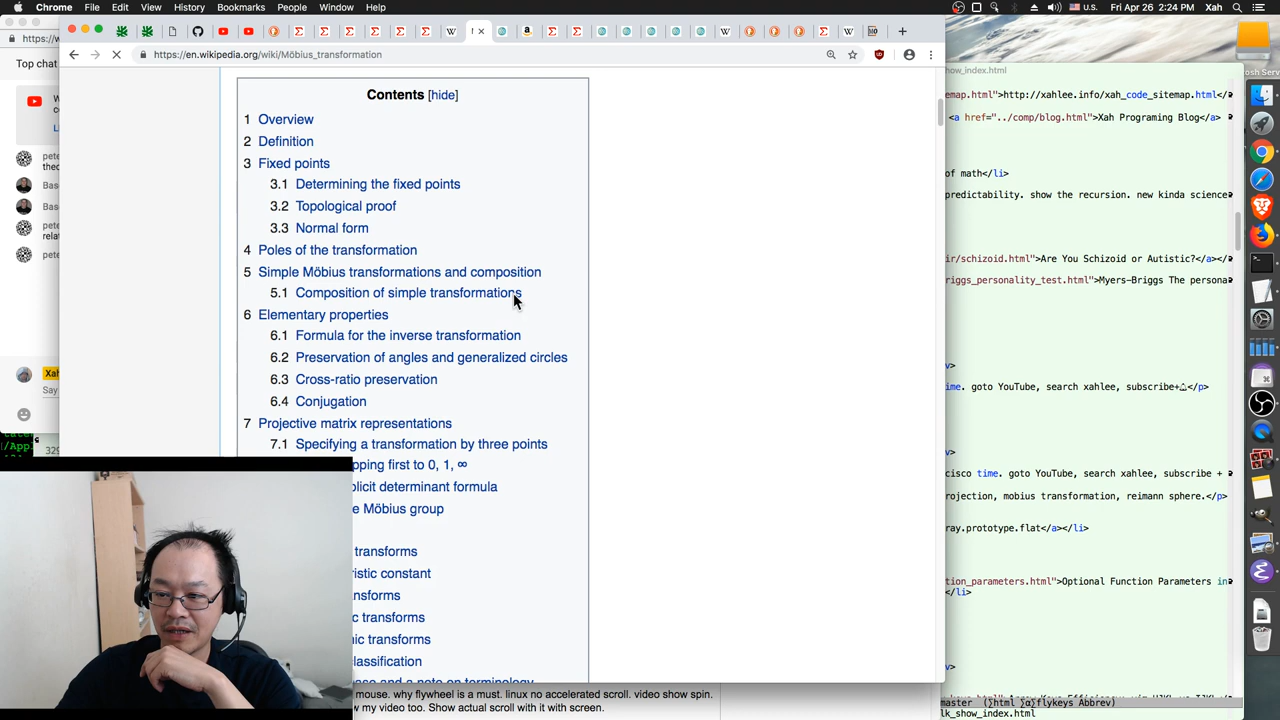 Chrome File Edit View History Bookmarks People Window Help
U.S. Fri Apr 26 2:24 PM Xah
https://en.wikipedia.org/wiki/Möbius_transformation
Top chat
Contents [hide]
1 Overview
2 Definition
3 Fixed points
3.1 Determining the fixed points
3.2 Topological proof
3.3 Normal form
4 Poles of the transformation
5 Simple Möbius transformations and composition
5.1 Composition of simple transformations
6 Elementary properties
6.1 Formula for the inverse transformation
6.2 Preservation of angles and generalized circles
6.3 Cross-ratio preservation
6.4 Conjugation
7 Projective matrix representations
7.1 Specifying a transformation by three points
pping first to 0, 1, ∞
plicit determinant formula
e Möbius group
transforms
ristic constant
nsforms
c transforms
nic transforms
classification
ase and a note on terminology
mouse. why flywheel is a must. linux no accelerated scroll. video show spin.
w my video too. Show actual scroll with it with screen.
how_index.html
emap.html">http://xahlee.info/xah_code_sitemap.html</
<a href="../comp/blog.html">Xah Programing Blog</a>
of math</li>
predictability. show the recursion. new kinda science
ir/schizoid.html">Are You Schizoid or Autistic?</a></
riggs_personality_test.html">Myers-Briggs The persona
v>
ime. goto YouTube, search xahlee, subscribe+</p>
v>
cisco time. goto YouTube, search xahlee, subscribe +
rojection, mobius transformation, reimann sphere.</p>
ray.prototype.flat</a></li>
tion_parameters.html">Optional Function Parameters in
</li>
v>
master
flykeys Abbrev)
lk_show_index.html